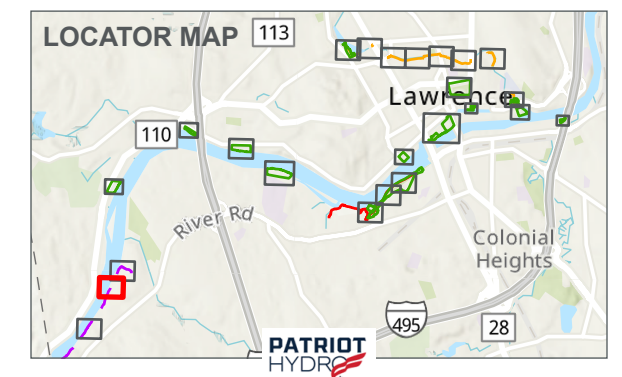 LOCATOR MAP
113
Lawrence
110
River Rd
Colonial
Heights
495
28
PATRIOT
HYDRO